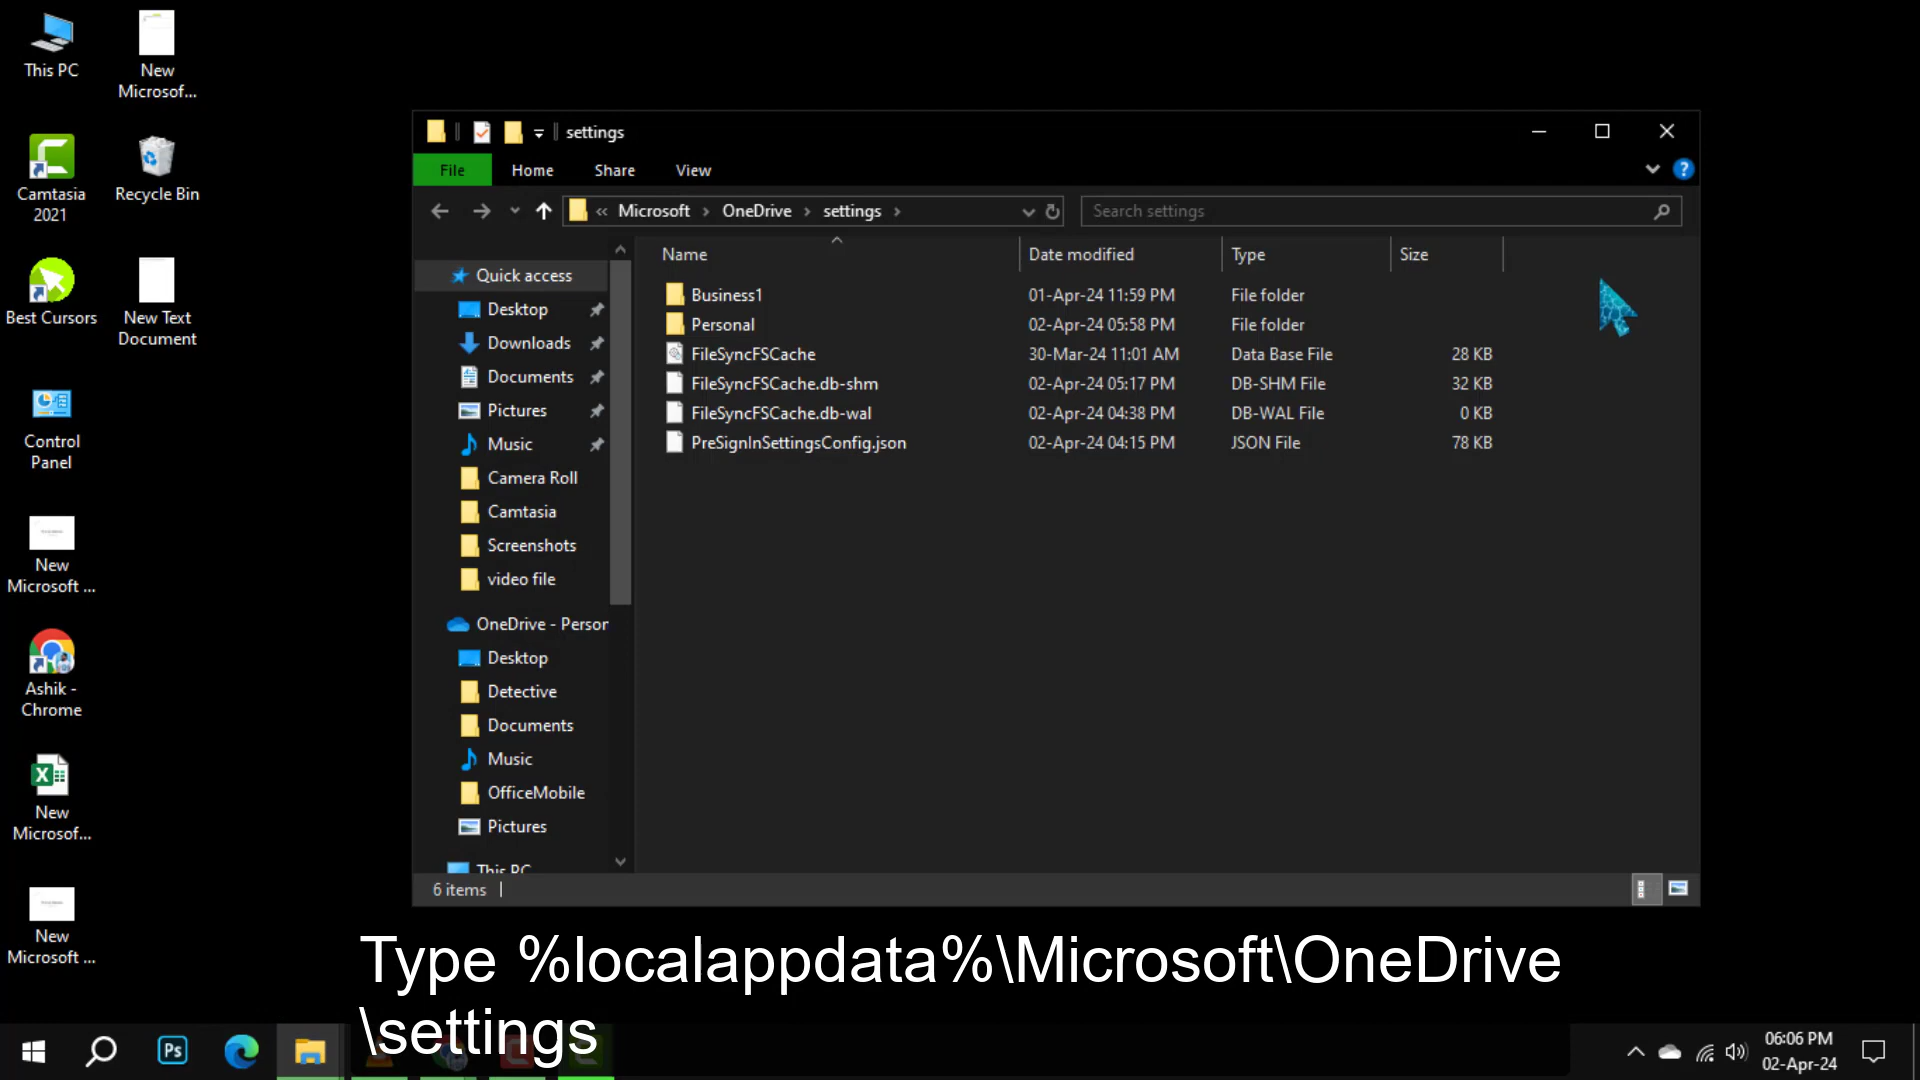 This PC
New
Microsof...
Camtasia
2021
Recycle Bin
Best Cursors
New Text
Document
Control
Panel
New
Microsoft ...
Ashik -
Chrome
New
Microsof...
New
Microsoft ...
settings
File
Home
Share
View
?
«
Microsoft
OneDrive
settings
Search settings
Name
Date modified
Type
Size
Quick access
Desktop
Downloads
Documents
Pictures
Music
Camera Roll
Camtasia
Screenshots
video file
OneDrive - Person
Desktop
Detective
Documents
Music
OfficeMobile
Pictures
This PC
Business1 01-Apr-24 11:59 PM File folder
Personal 02-Apr-24 05:58 PM File folder
FileSyncFSCache 30-Mar-24 11:01 AM Data Base File 28 KB
FileSyncFSCache.db-shm 02-Apr-24 05:17 PM DB-SHM File 32 KB
FileSyncFSCache.db-wal 02-Apr-24 04:38 PM DB-WAL File 0 KB
PreSignInSettingsConfig.json 02-Apr-24 04:15 PM JSON File 78 KB
6 items
Type %localappdata%\Microsoft\OneDrive
\settings
Ps
06:06 PM
02-Apr-24